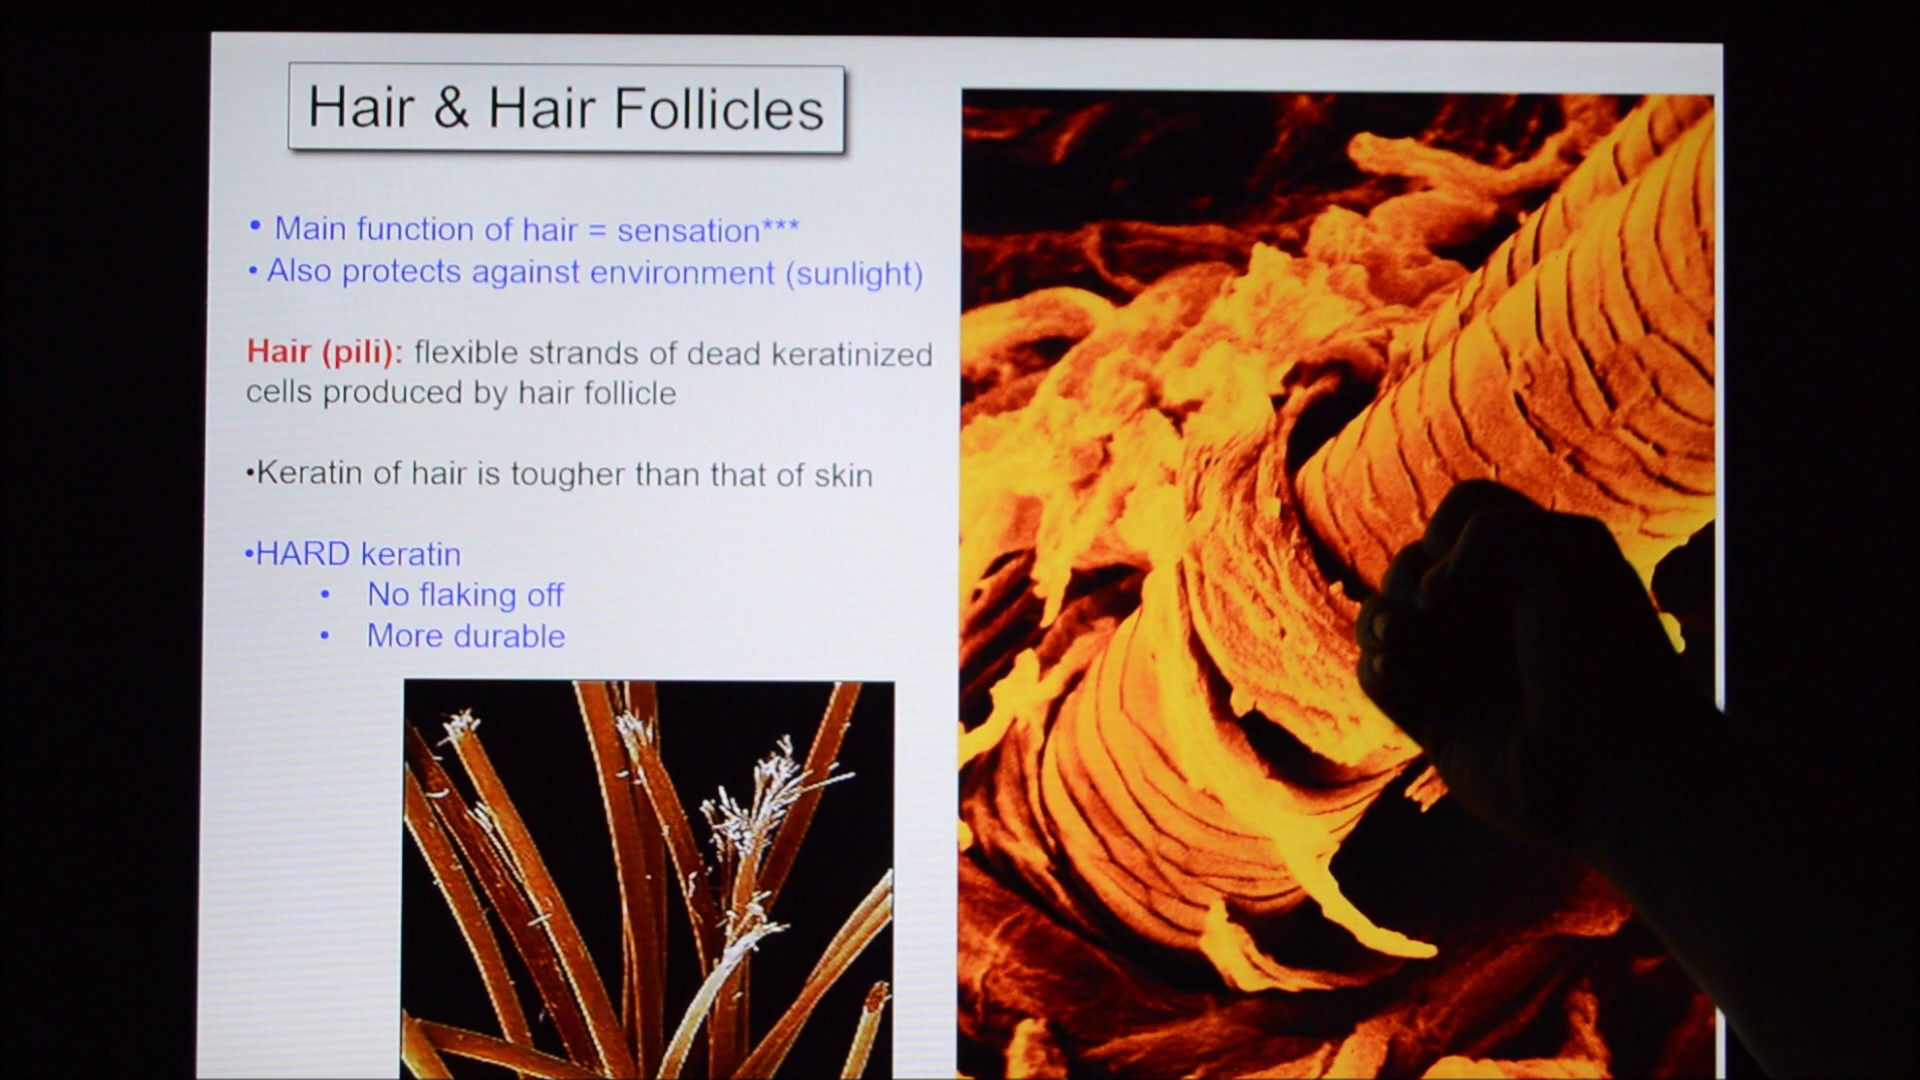 Hair & Hair Follicles
• Main function of hair = sensation***
• Also protects against environment (sunlight)
Hair (pili): flexible strands of dead keratinized
cells produced by hair follicle
•Keratin of hair is tougher than that of skin
•HARD keratin
• No flaking off
• More durable